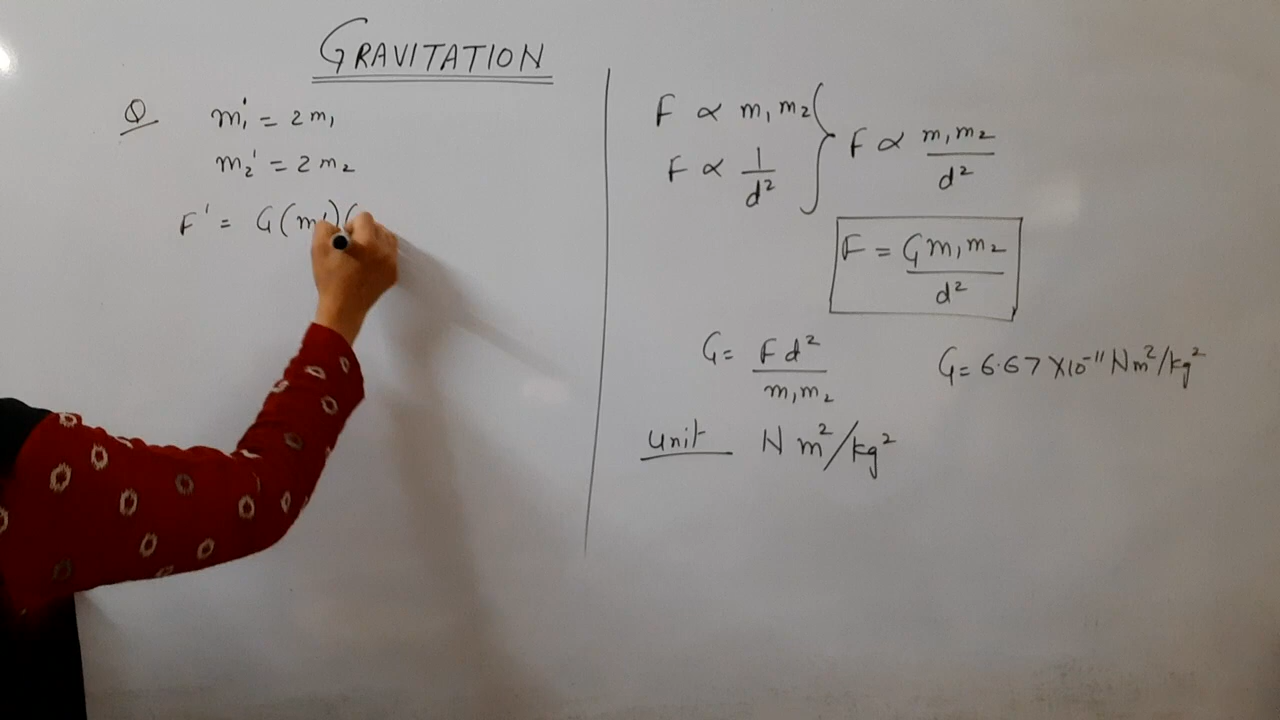 GRAVITATION
Q m₁' = 2m₁
m₂' = 2m₂
F' = G(m')(
F ∝ m₁m₂
F ∝ 1/d²
F ∝ m₁m₂/d²
F = Gm₁m₂/d²
G = Fd²/m₁m₂
G = 6.67 X10⁻¹¹ Nm²/kg²
unit N m²/kg²